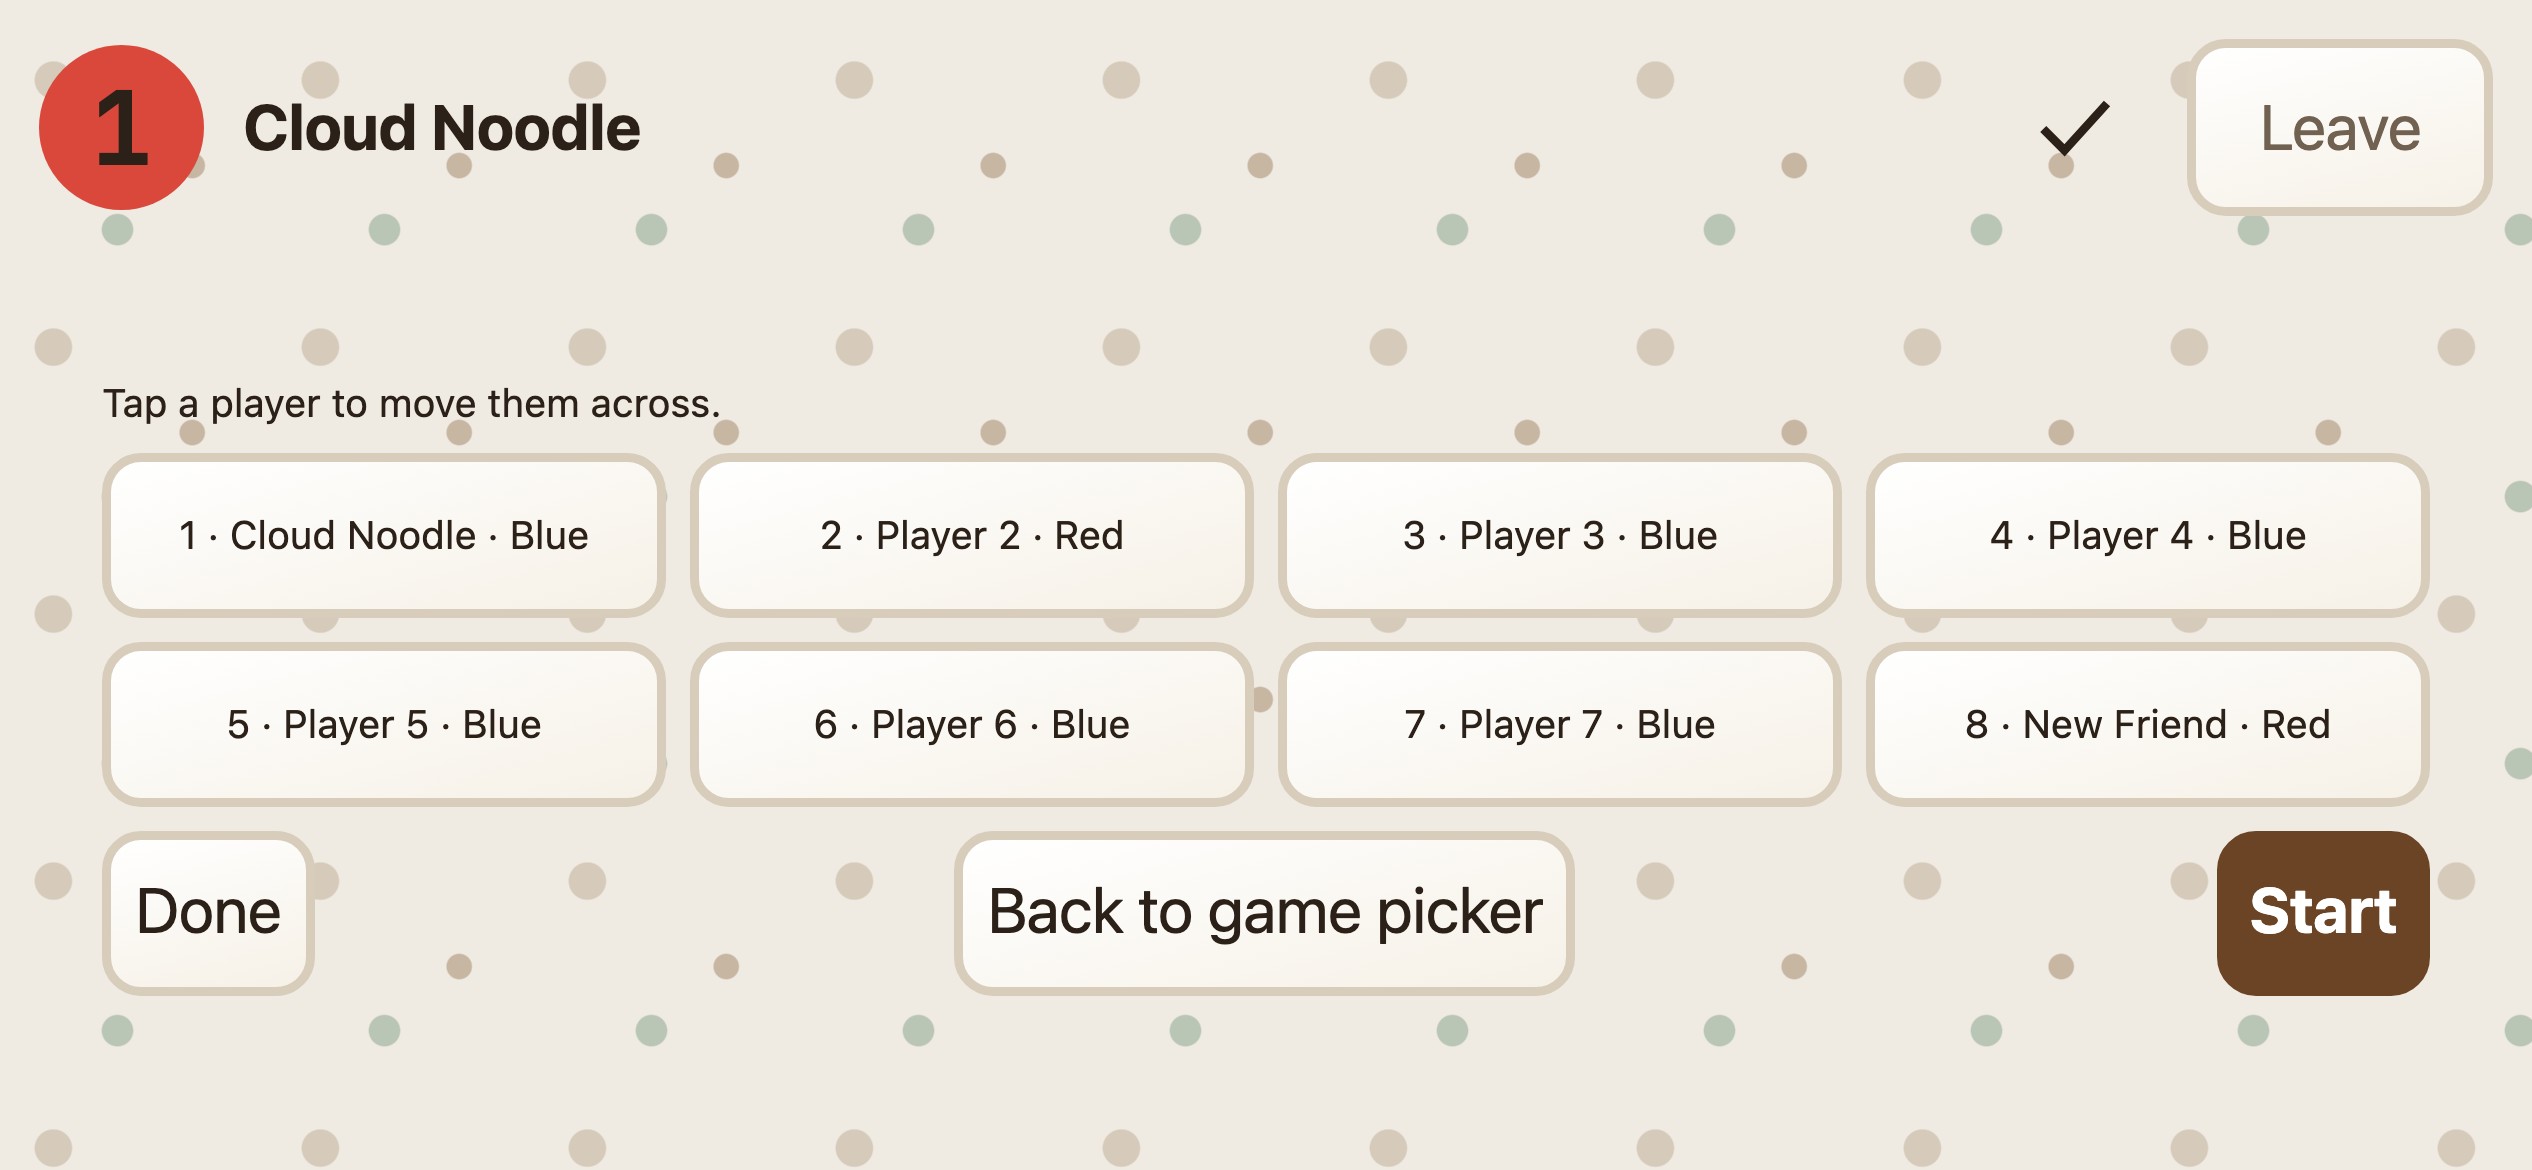 1 Cloud Noodle Leave
Tap a player to move them across.
1 · Cloud Noodle · Blue
2 · Player 2 · Red
3 · Player 3 · Blue
4 · Player 4 · Blue
5 · Player 5 · Blue
6 · Player 6 · Blue
7 · Player 7 · Blue
8 · New Friend · Red
Done
Back to game picker
Start